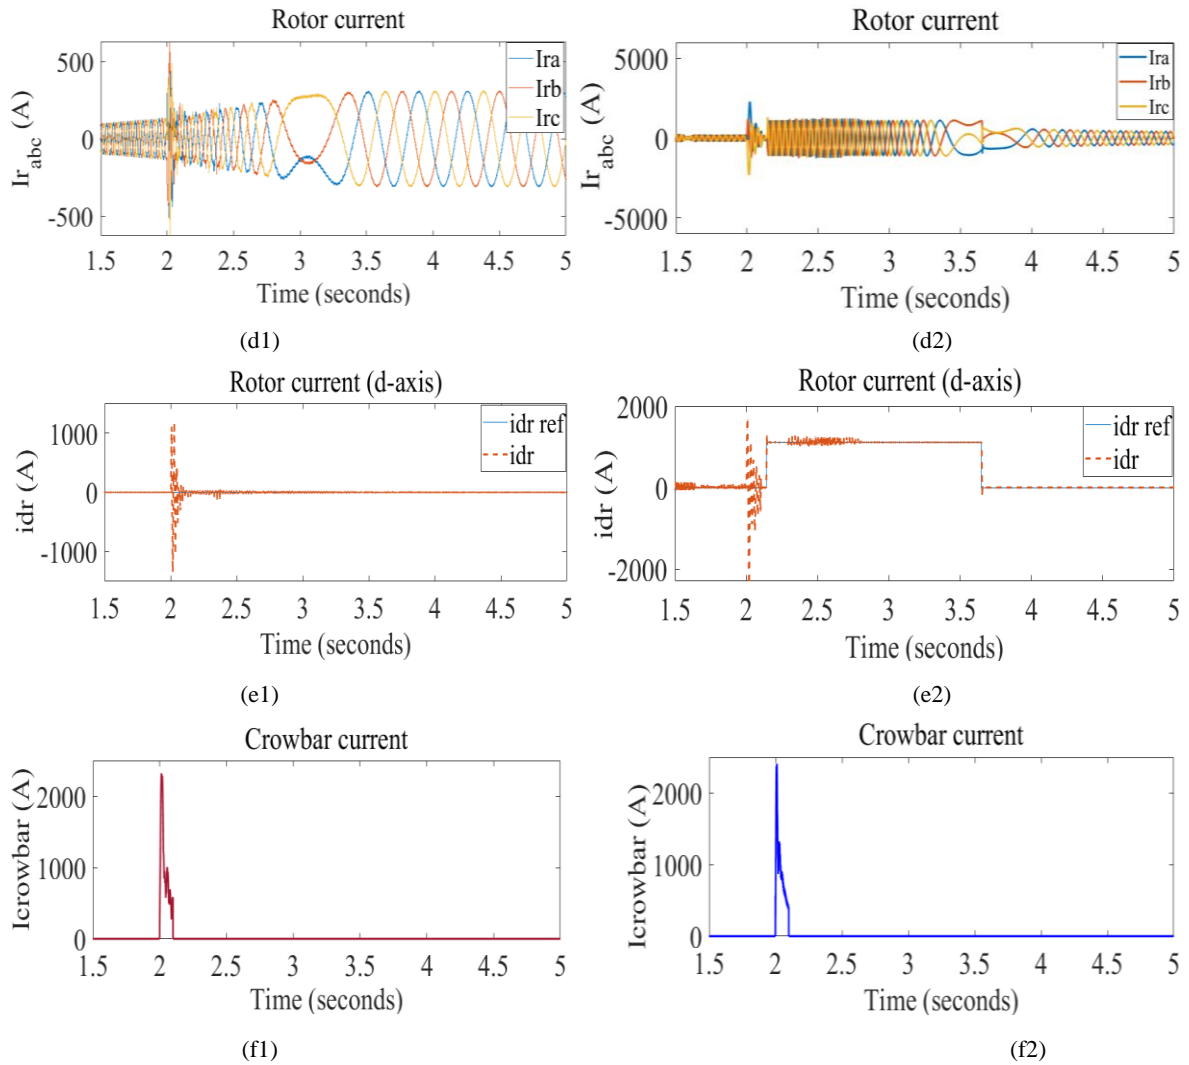 Rotor current
500
0
-500
Ir_abc (A)
Ira
Irb
Irc
1.5 2 2.5 3 3.5 4 4.5 5
Time (seconds)
(d1)
Rotor current
5000
0
-5000
Ir_abc (A)
Ira
Irb
Irc
1.5 2 2.5 3 3.5 4 4.5 5
Time (seconds)
(d2)
Rotor current (d-axis)
1000
0
-1000
idr (A)
idr ref
idr
1.5 2 2.5 3 3.5 4 4.5 5
Time (seconds)
(e1)
Rotor current (d-axis)
2000
0
-2000
idr (A)
idr ref
idr
1.5 2 2.5 3 3.5 4 4.5 5
Time (seconds)
(e2)
Crowbar current
2000
1000
0
Icrowbar (A)
1.5 2 2.5 3 3.5 4 4.5 5
Time (seconds)
(f1)
Crowbar current
2000
1000
0
Icrowbar (A)
1.5 2 2.5 3 3.5 4 4.5 5
Time (seconds)
(f2)